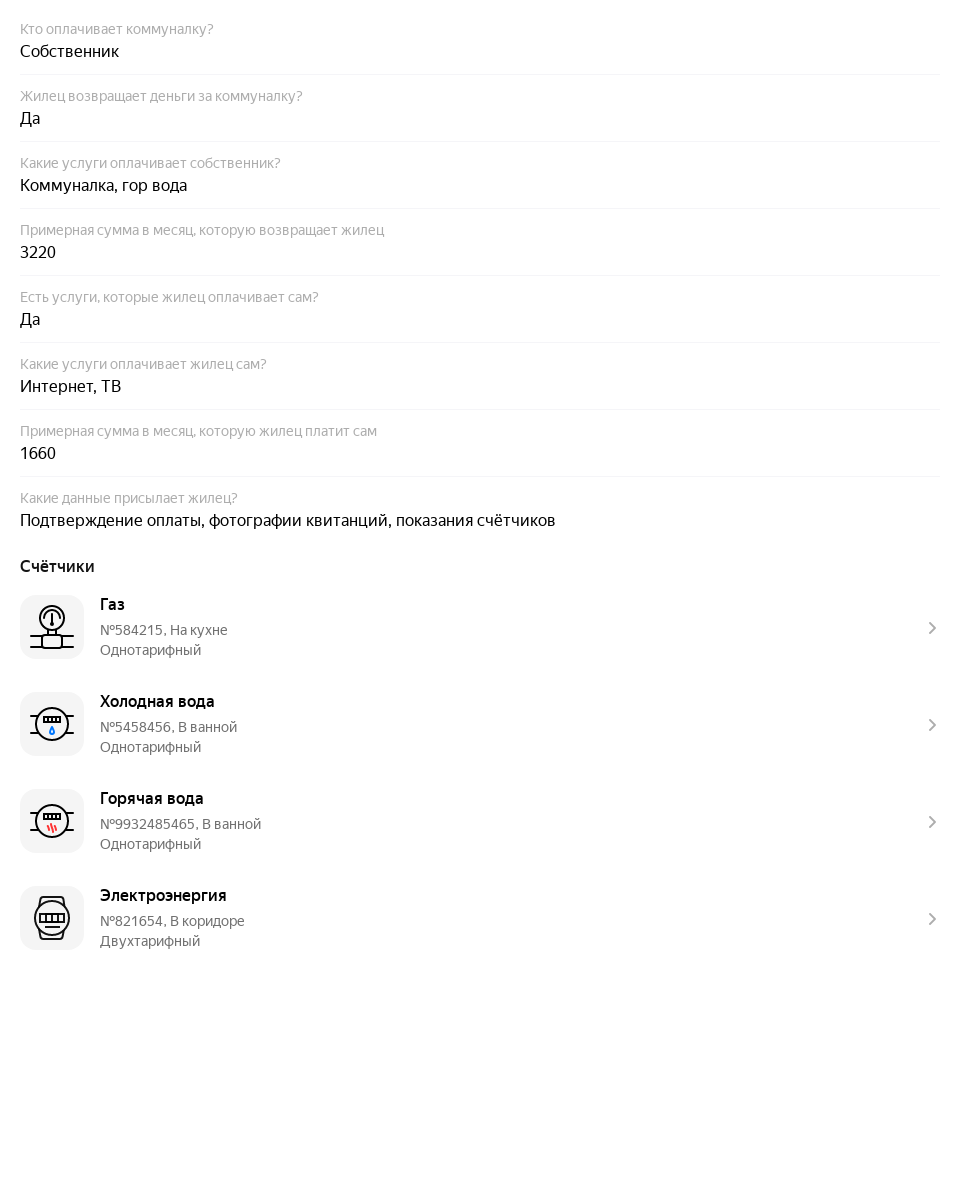 Кто оплачивает коммуналку?
Собственник
Жилец возвращает деньги за коммуналку?
Да
Какие услуги оплачивает собственник?
Коммуналка, гор вода
Примерная сумма в месяц, которую возвращает жилец
3220
Есть услуги, которые жилец оплачивает сам?
Да
Какие услуги оплачивает жилец сам?
Интернет, ТВ
Примерная сумма в месяц, которую жилец платит сам
1660
Какие данные присылает жилец?
Подтверждение оплаты, фотографии квитанций, показания счётчиков
Счётчики
Газ
№584215, На кухне
Однотарифный
Холодная вода
№5458456, В ванной
Однотарифный
Горячая вода
№9932485465, В ванной
Однотарифный
Электроэнергия
№821654, В коридоре
Двухтарифный